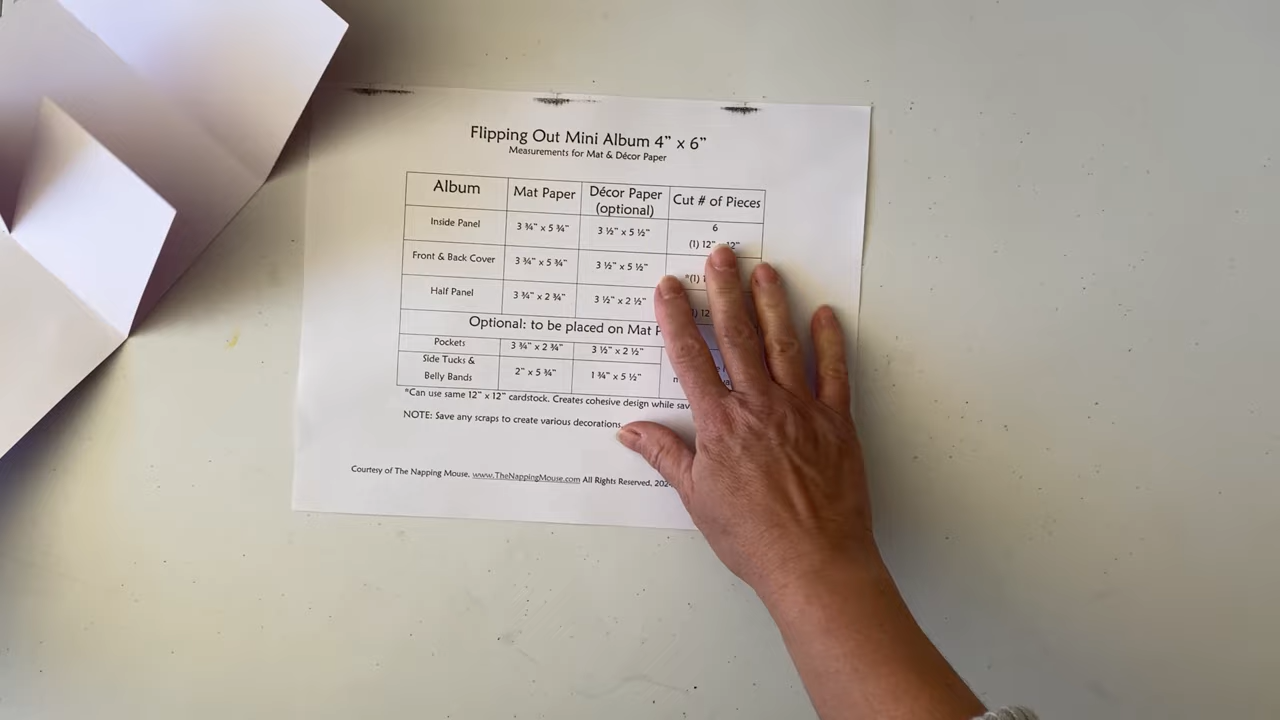 Flipping Out Mini Album 4” x 6”
Measurements for Mat & Décor Paper
Album Mat Paper Décor Paper (optional) Cut # of Pieces
Inside Panel 3 ¾” x 5 ¾” 3 ½” x 5 ½” 6
(1) 12” 12”
Front & Back Cover 3 ¾” x 5 ¾” 3 ½” x 5 ½”
*(1)
Half Panel 3 ¾” x 2 ¾” 3 ½” x 2 ½”
12
Optional: to be placed on Mat
Pockets 3 ¾” x 2 ¾” 3 ½” x 2 ½”
Side Tucks &
Belly Bands 2” x 5 ¾” 1 ¾” x 5 ½”
*Can use same 12” x 12” cardstock. Creates cohesive design while
NOTE: Save any scraps to create various decorations.
Courtesy of The Napping Mouse. www.TheNappingMouse.com All Rights Reserved,